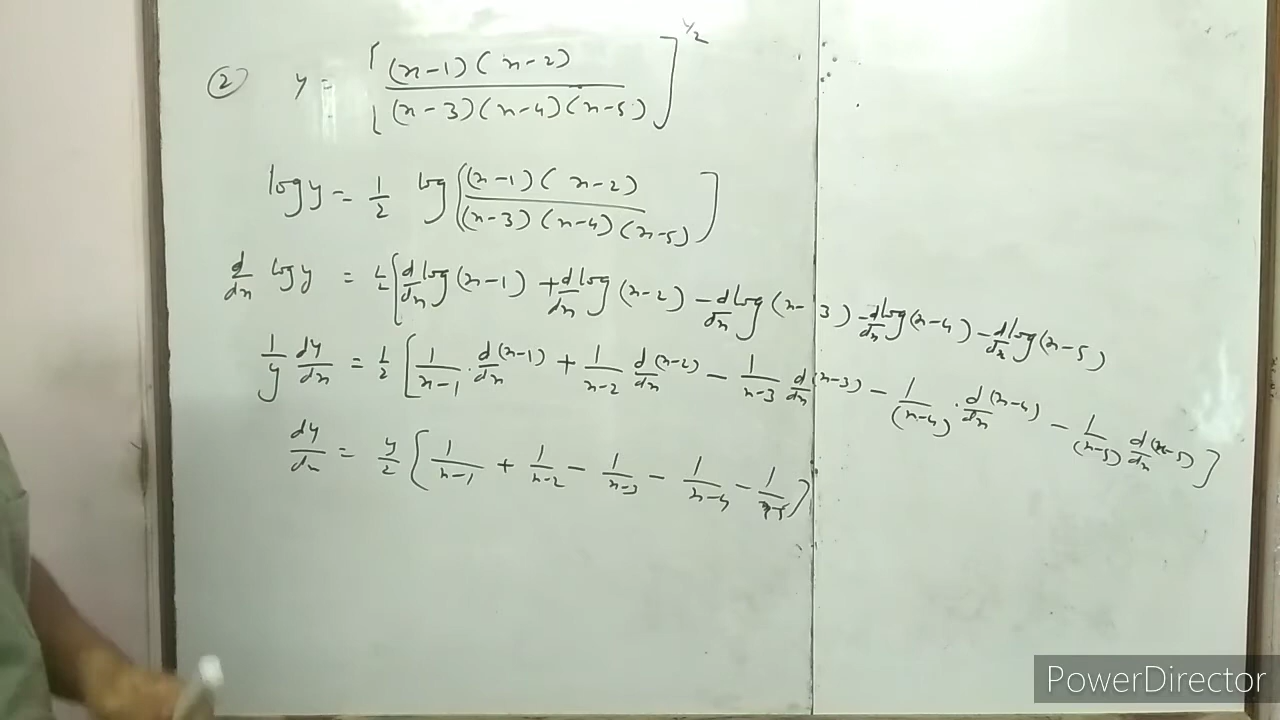 ② y = [(x-1)(x-2) / (x-3)(x-4)(x-5)]^1/2
log y = 1/2 log[(x-1)(x-2) / (x-3)(x-4)(x-5)]
d/dx log y = 1/2[d/dx log(x-1) + d/dx log(x-2) - d/dx log(x-3) - d/dx log(x-4) - d/dx log(x-5)
1/y dy/dx = 1/2 [1/x-1 · d/dx (x-1) + 1/x-2 d/dx (x-2) - 1/x-3 d/dx (x-3) - 1/(x-4) · d/dx (x-4) - 1/(x-5) d/dx (x-5)]
dy/dx = y/2 [1/x-1 + 1/x-2 - 1/x-3 - 1/x-4 - 1/x-5]
PowerDirector